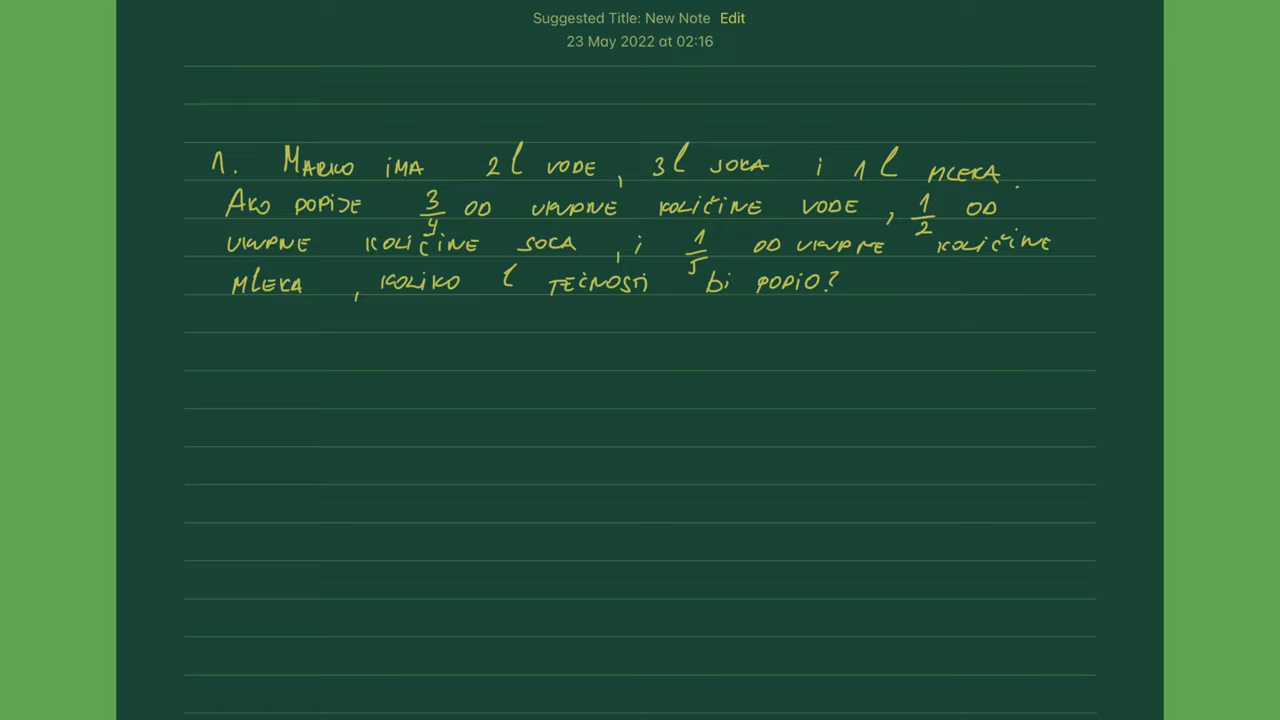 Suggested Title: New Note Edit
23 May 2022 at 02:16
1. MARKO iMA 2 l VODE, 3 l SOKA i 1 l MLEKA.
AKO POPiJE 3/4 OD UKUPNE KOLiČiNE VODE, 1/2 OD
UKUPNE KOLiČiNE SOCA, i 1/5 OD UKUPNE KOLiČiNE
MLEKA, KOLiKO l TEČNOSTi bi POPiO?